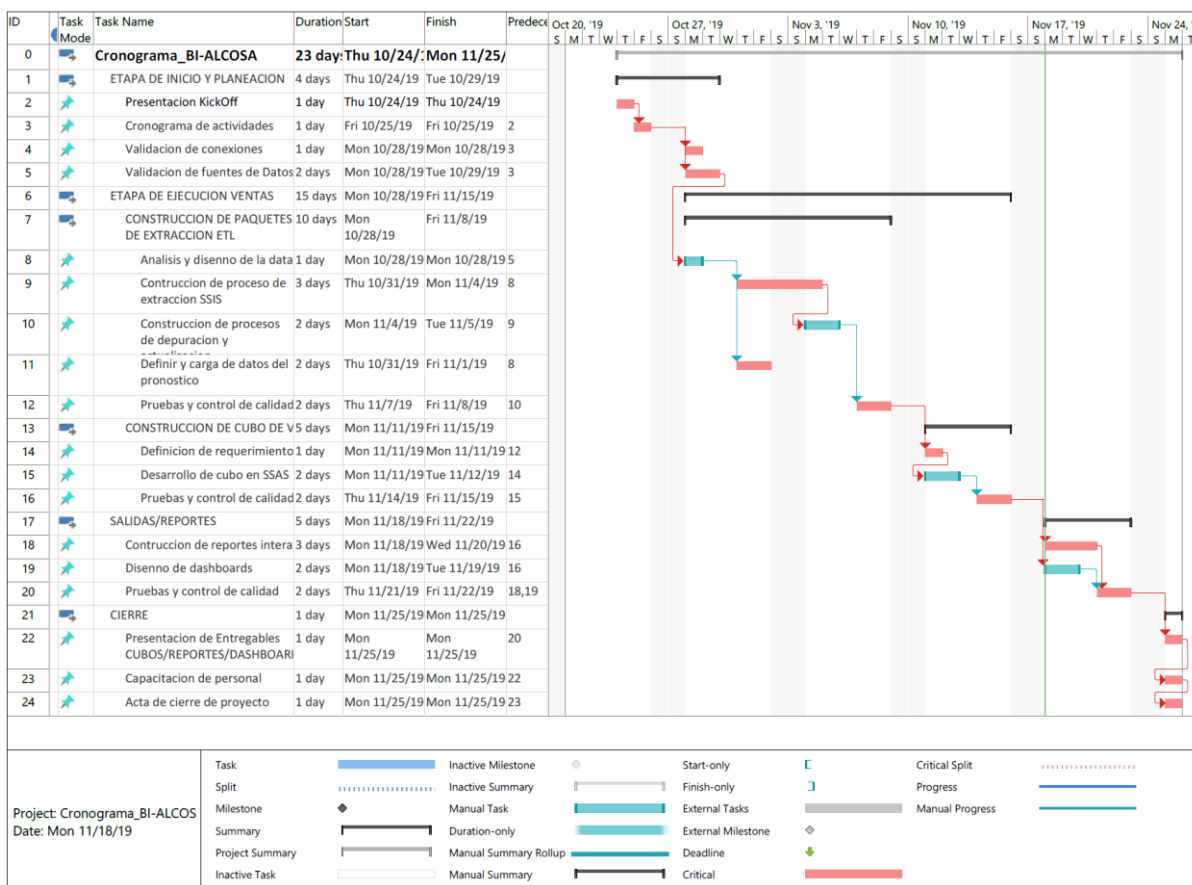 ID Task Mode Task Name Duration Start Finish Predece Oct 20, '19 Oct 27, '19 Nov 3, '19 Nov 10, '19 Nov 17, '19 Nov 24, '19
S M T W T F S S M T W T F S S M T W T F S S M T W T F S S M T W T F S S M T
0 Cronograma_BI-ALCOSA 23 days Thu 10/24/1 Mon 11/25/
1 ETAPA DE INICIO Y PLANEACION 4 days Thu 10/24/19 Tue 10/29/19
2 Presentacion KickOff 1 day Thu 10/24/19 Thu 10/24/19
3 Cronograma de actividades 1 day Fri 10/25/19 Fri 10/25/19 2
4 Validacion de conexiones 1 day Mon 10/28/19 Mon 10/28/19 3
5 Validacion de fuentes de Datos 2 days Mon 10/28/19 Tue 10/29/19 3
6 ETAPA DE EJECUCION VENTAS 15 days Mon 10/28/19 Fri 11/15/19
7 CONSTRUCCION DE PAQUETES 10 days Mon Fri 11/8/19
DE EXTRACCION ETL 10/28/19
8 Analisis y disenno de la data 1 day Mon 10/28/19 Mon 10/28/19 5
9 Contruccion de proceso de 3 days Thu 10/31/19 Mon 11/4/19 8
extraccion SSIS
10 Construccion de procesos 2 days Mon 11/4/19 Tue 11/5/19 9
de depuracion y
11 Definir y carga de datos del 2 days Thu 10/31/19 Fri 11/1/19 8
pronostico
12 Pruebas y control de calidad 2 days Thu 11/7/19 Fri 11/8/19 10
13 CONSTRUCCION DE CUBO DE V 5 days Mon 11/11/19 Fri 11/15/19
14 Definicion de requerimiento 1 day Mon 11/11/19 Mon 11/11/19 12
15 Desarrollo de cubo en SSAS 2 days Mon 11/11/19 Tue 11/12/19 14
16 Pruebas y control de calidad 2 days Thu 11/14/19 Fri 11/15/19 15
17 SALIDAS/REPORTES 5 days Mon 11/18/19 Fri 11/22/19
18 Contruccion de reportes intera 3 days Mon 11/18/19 Wed 11/20/19 16
19 Disenno de dashboards 2 days Mon 11/18/19 Tue 11/19/19 16
20 Pruebas y control de calidad 2 days Thu 11/21/19 Fri 11/22/19 18,19
21 CIERRE 1 day Mon 11/25/19 Mon 11/25/19
22 Presentacion de Entregables 1 day Mon Mon 20
CUBOS/REPORTES/DASHBOARI 11/25/19 11/25/19
23 Capacitacion de personal 1 day Mon 11/25/19 Mon 11/25/19 22
24 Acta de cierre de proyecto 1 day Mon 11/25/19 Mon 11/25/19 23
Project: Cronograma_BI-ALCOS
Date: Mon 11/18/19
Task Inactive Milestone Start-only Critical Split
Split Inactive Summary Finish-only Progress
Milestone Manual Task External Tasks Manual Progress
Summary Duration-only External Milestone
Project Summary Manual Summary Rollup Deadline
Inactive Task Manual Summary Critical